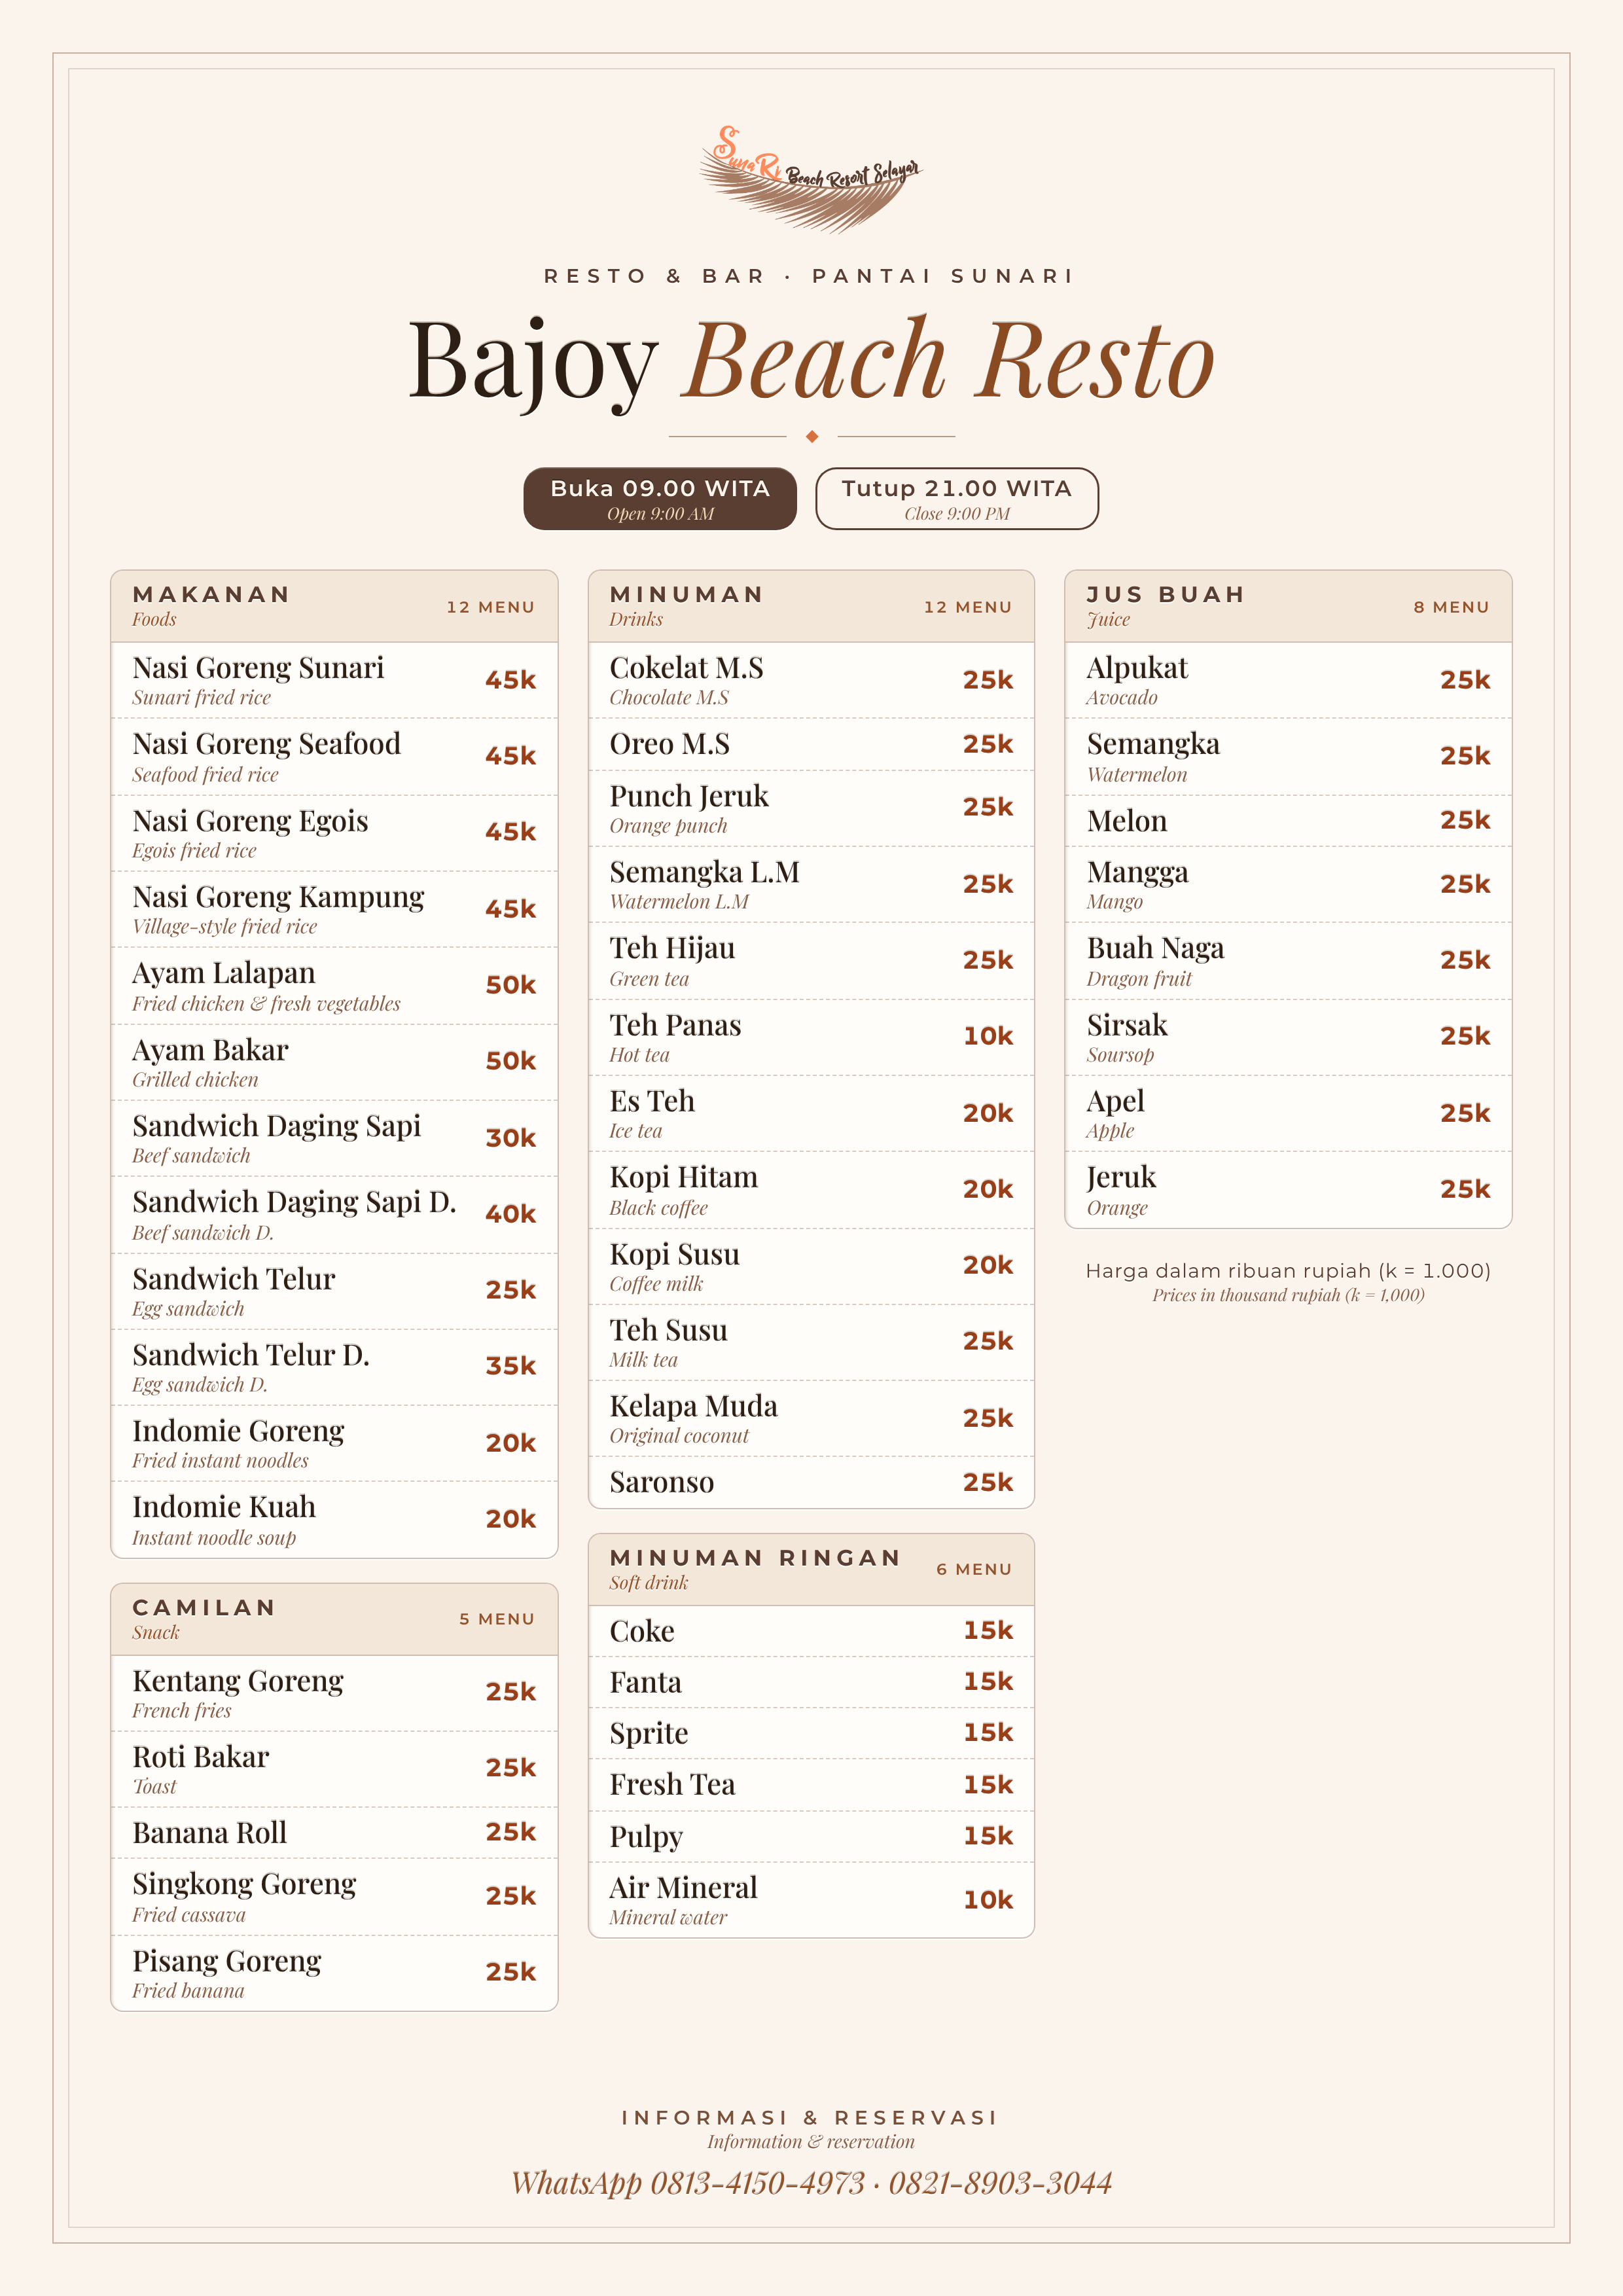 SunaRi Beach Resort Selayar
RESTO & BAR · PANTAI SUNARI
Bajoy Beach Resto
Buka 09.00 WITA
Open 9:00 AM
Tutup 21.00 WITA
Close 9:00 PM
MAKANAN
Foods
12 MENU
Nasi Goreng Sunari
Sunari fried rice
45k
Nasi Goreng Seafood
Seafood fried rice
45k
Nasi Goreng Egois
Egois fried rice
45k
Nasi Goreng Kampung
Village-style fried rice
45k
Ayam Lalapan
Fried chicken & fresh vegetables
50k
Ayam Bakar
Grilled chicken
50k
Sandwich Daging Sapi
Beef sandwich
30k
Sandwich Daging Sapi D.
Beef sandwich D.
40k
Sandwich Telur
Egg sandwich
25k
Sandwich Telur D.
Egg sandwich D.
35k
Indomie Goreng
Fried instant noodles
20k
Indomie Kuah
Instant noodle soup
20k
CAMILAN
Snack
5 MENU
Kentang Goreng
French fries
25k
Roti Bakar
Toast
25k
Banana Roll
25k
Singkong Goreng
Fried cassava
25k
Pisang Goreng
Fried banana
25k
MINUMAN
Drinks
12 MENU
Cokelat M.S
Chocolate M.S
25k
Oreo M.S
25k
Punch Jeruk
Orange punch
25k
Semangka L.M
Watermelon L.M
25k
Teh Hijau
Green tea
25k
Teh Panas
Hot tea
10k
Es Teh
Ice tea
20k
Kopi Hitam
Black coffee
20k
Kopi Susu
Coffee milk
20k
Teh Susu
Milk tea
25k
Kelapa Muda
Original coconut
25k
Saronso
25k
MINUMAN RINGAN
Soft drink
6 MENU
Coke
15k
Fanta
15k
Sprite
15k
Fresh Tea
15k
Pulpy
15k
Air Mineral
Mineral water
10k
JUS BUAH
Juice
8 MENU
Alpukat
Avocado
25k
Semangka
Watermelon
25k
Melon
25k
Mangga
Mango
25k
Buah Naga
Dragon fruit
25k
Sirsak
Soursop
25k
Apel
Apple
25k
Jeruk
Orange
25k
Harga dalam ribuan rupiah (k = 1.000)
Prices in thousand rupiah (k = 1,000)
INFORMASI & RESERVASI
Information & reservation
WhatsApp 0813-4150-4973 · 0821-8903-3044